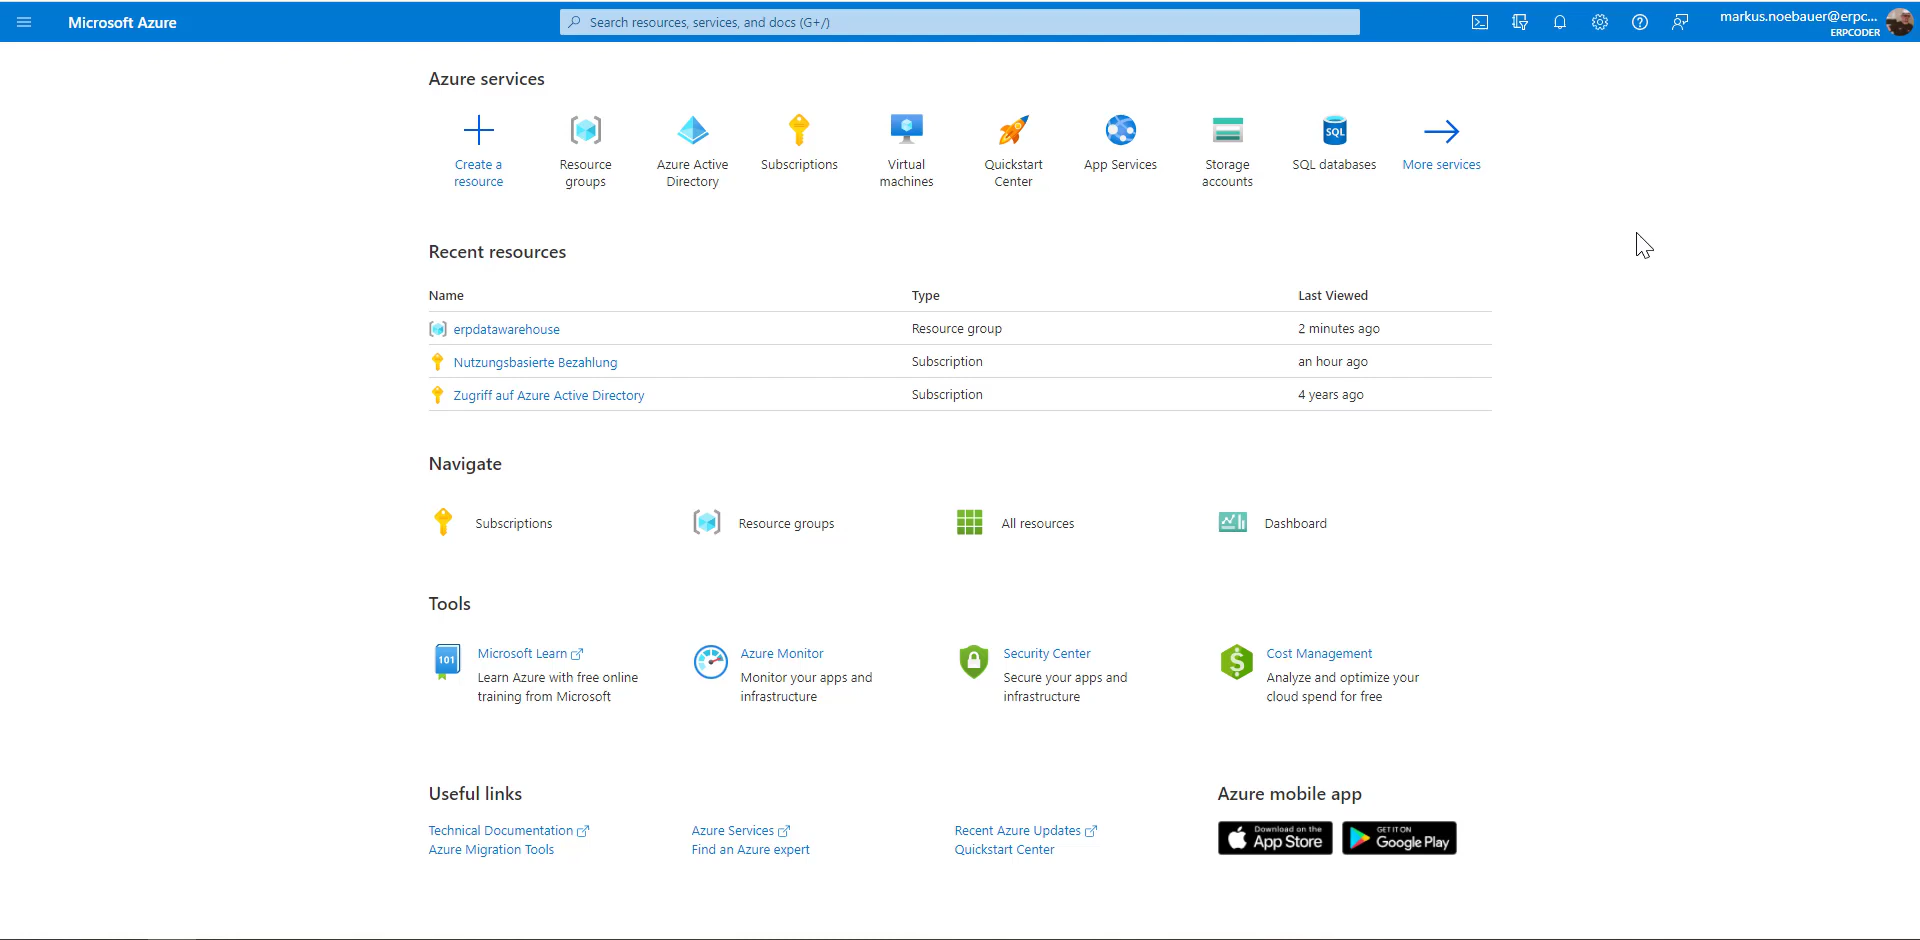 Microsoft Azure
Search resources, services, and docs (G+/)
markus.noebauer@erpc...
ERPCODER
Azure services
Create a
resource
Resource
groups
Azure Active
Directory
Subscriptions
Virtual
machines
Quickstart
Center
App Services
Storage
accounts
SQL
SQL databases
More services
Recent resources
Name Type Last Viewed
erpdatawarehouse Resource group 2 minutes ago
Nutzungsbasierte Bezahlung Subscription an hour ago
Zugriff auf Azure Active Directory Subscription 4 years ago
Navigate
Subscriptions
Resource groups
All resources
Dashboard
Tools
101
Microsoft Learn
Learn Azure with free online
training from Microsoft
Azure Monitor
Monitor your apps and
infrastructure
Security Center
Secure your apps and
infrastructure
$
Cost Management
Analyze and optimize your
cloud spend for free
Useful links
Technical Documentation
Azure Migration Tools
Azure Services
Find an Azure expert
Recent Azure Updates
Quickstart Center
Azure mobile app
Download on the
App Store
GET IT ON
Google Play